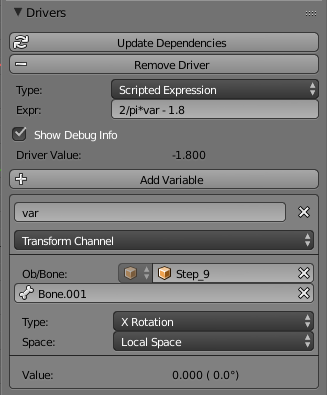 Drivers
Update Dependencies
Remove Driver
Type: Scripted Expression
Expr: 2/pi*var - 1.8
Show Debug Info
Driver Value: -1.800
Add Variable
var
Transform Channel
Ob/Bone: Step_9
Bone.001
Type: X Rotation
Space: Local Space
Value: 0.000 ( 0.0°)